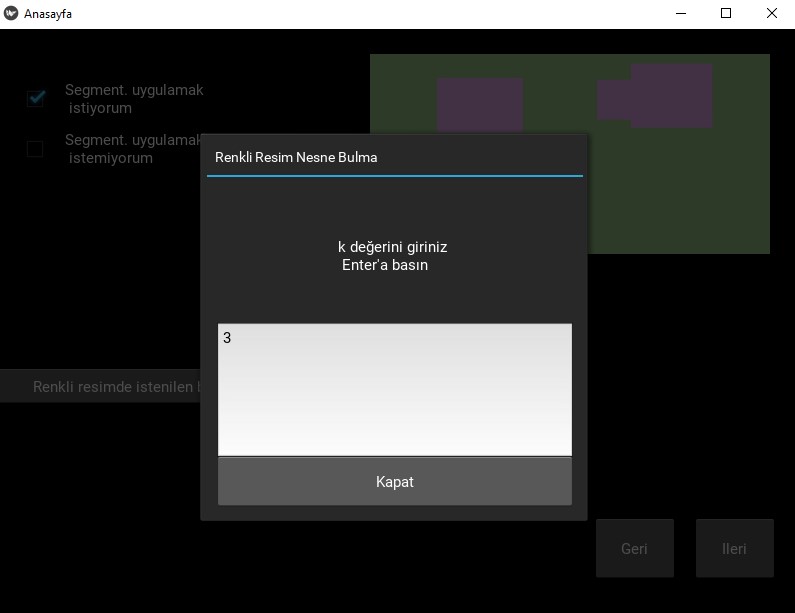 Anasayfa
Segment. uygulamak
istiyorum
Segment. uygulamak
istemiyorum
Renkli Resim Nesne Bulma
k değerini giriniz
Enter'a basın
3
Renkli resimde istenilen
Kapat
Geri
Ileri